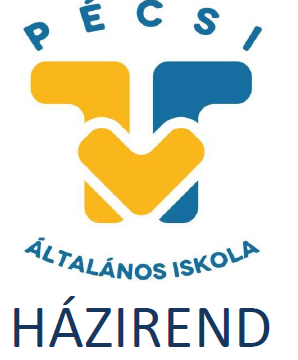 PÉCSI
ÁLTALÁNOS ISKOLA
HÁZIREND